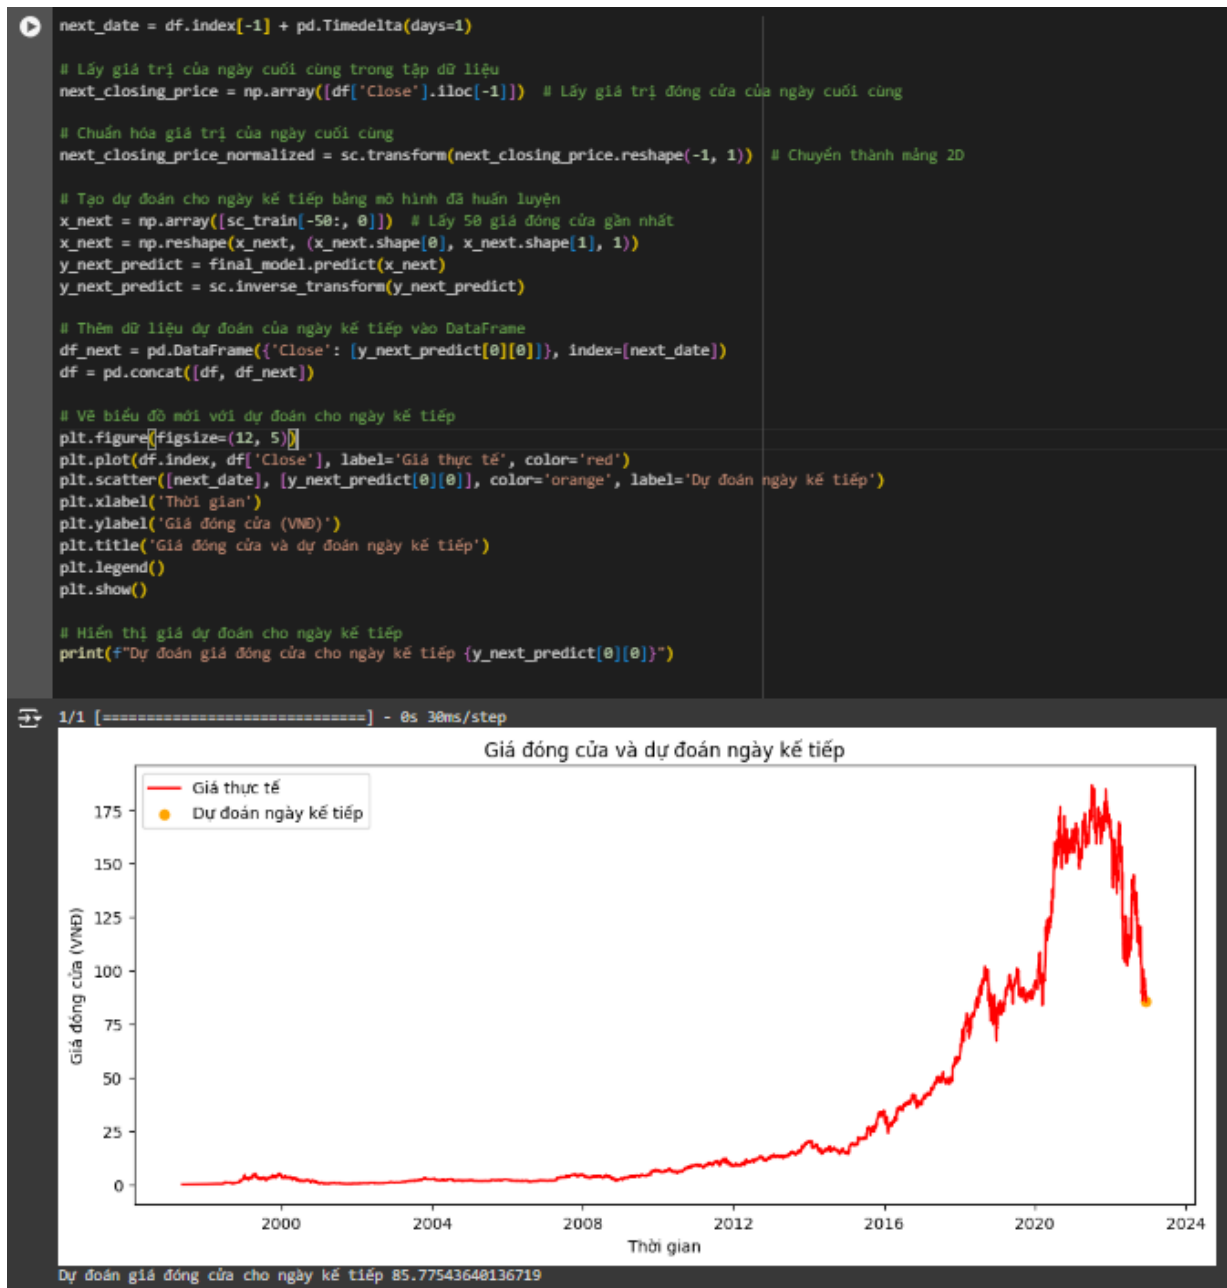 next_date = df.index[-1] + pd.Timedelta(days=1)
# Lấy giá trị của ngày cuối cùng trong tập dữ liệu
next_closing_price = np.array([df['Close'].iloc[-1]])  # Lấy giá trị đóng cửa của ngày cuối cùng
# Chuẩn hóa giá trị của ngày cuối cùng
next_closing_price_normalized = sc.transform(next_closing_price.reshape(-1, 1))  # Chuyển thành mảng 2D
# Tạo dự đoán cho ngày kế tiếp bằng mô hình đã huấn luyện
x_next = np.array([sc_train[-50:, 0]])  # Lấy 50 giá đóng cửa gần nhất
x_next = np.reshape(x_next, (x_next.shape[0], x_next.shape[1], 1))
y_next_predict = final_model.predict(x_next)
y_next_predict = sc.inverse_transform(y_next_predict)
# Thêm dữ liệu dự đoán của ngày kế tiếp vào DataFrame
df_next = pd.DataFrame({'Close': [y_next_predict[0][0]]}, index=[next_date])
df = pd.concat([df, df_next])
# Vẽ biểu đồ mới với dự đoán cho ngày kế tiếp
plt.figure(figsize=(12, 5))
plt.plot(df.index, df['Close'], label='Giá thực tế', color='red')
plt.scatter([next_date], [y_next_predict[0][0]], color='orange', label='Dự đoán ngày kế tiếp')
plt.xlabel('Thời gian')
plt.ylabel('Giá đóng cửa (VNĐ)')
plt.title('Giá đóng cửa và dự đoán ngày kế tiếp')
plt.legend()
plt.show()
# Hiển thị giá dự đoán cho ngày kế tiếp
print(f"Dự đoán giá đóng cửa cho ngày kế tiếp {y_next_predict[0][0]}")
1/1 [==============================] - 0s 30ms/step
Giá đóng cửa và dự đoán ngày kế tiếp
Giá thực tế
Dự đoán ngày kế tiếp
175
150
125
100
75
50
25
0
Giá đóng cửa (VNĐ)
2000 2004 2008 2012 2016 2020 2024
Thời gian
Dự đoán giá đóng cửa cho ngày kế tiếp 85.77543640136719